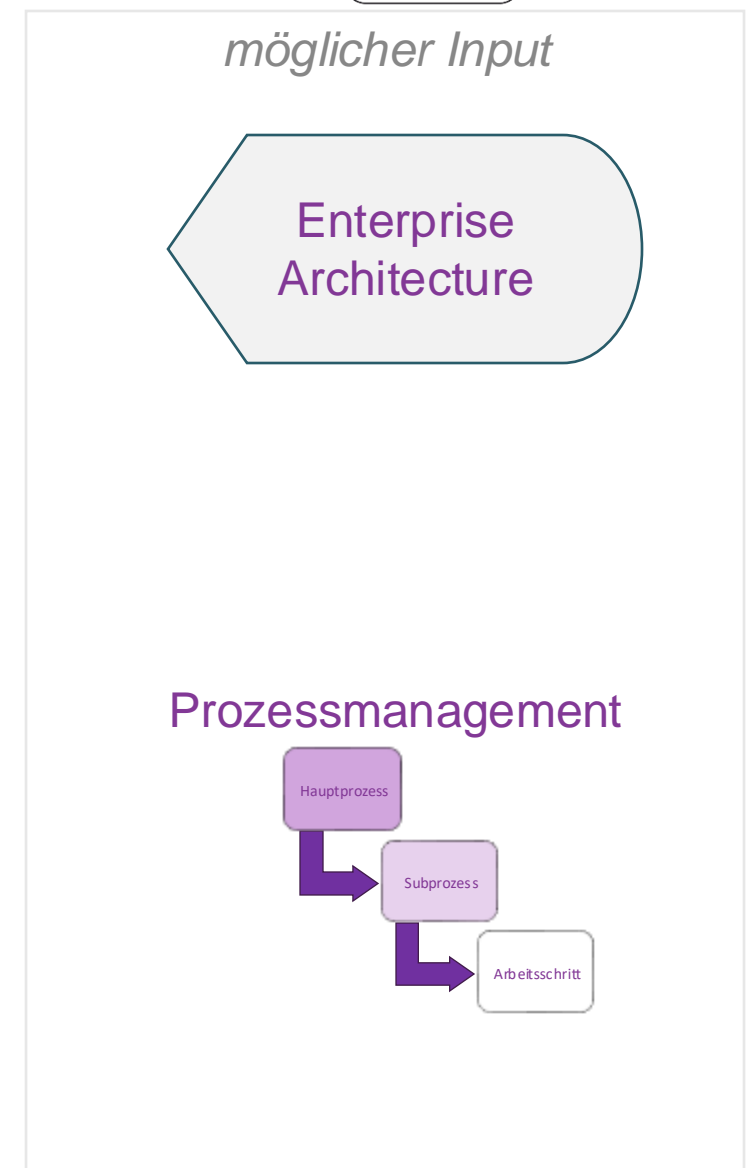 möglicher Input
Enterprise
Architecture
Prozessmanagement
Hauptprozess
Subprozess
Arbeitsschritt